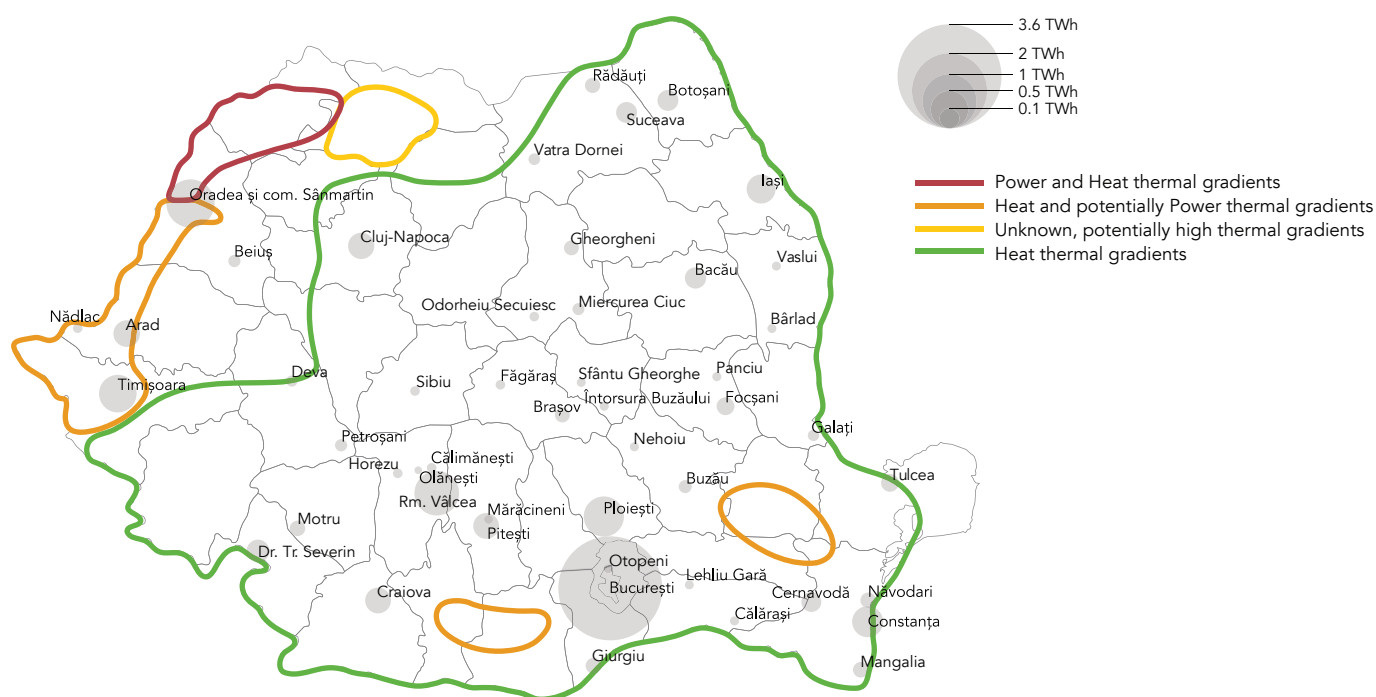 3.6 TWh
2 TWh
1 TWh
0.5 TWh
0.1 TWh
Power and Heat thermal gradients
Heat and potentially Power thermal gradients
Unknown, potentially high thermal gradients
Heat thermal gradients
Rădăuți
Botoșani
Suceava
Vatra Dornei
Iași
Oradea și com. Sânmartin
Cluj-Napoca
Gheorgheni
Beiuș
Vaslui
Bacău
Odorheiu Secuiesc
Miercurea Ciuc
Nădlac
Arad
Bârlad
Deva
Timișoara
Sibiu
Făgăraș
Sfântu Gheorghe
Panciu
Întorsura Buzăului
Focșani
Brașov
Galați
Petroșani
Nehoiu
Călimănești
Horezu
Olănești
Buzău
Tulcea
Rm. Vâlcea
Mărăcineni
Ploiești
Motru
Pitești
Dr. Tr. Severin
Otopeni
Lehliu Gară
București
Craiova
Cernavodă
Năvodari
Călărași
Constanța
Giurgiu
Mangalia